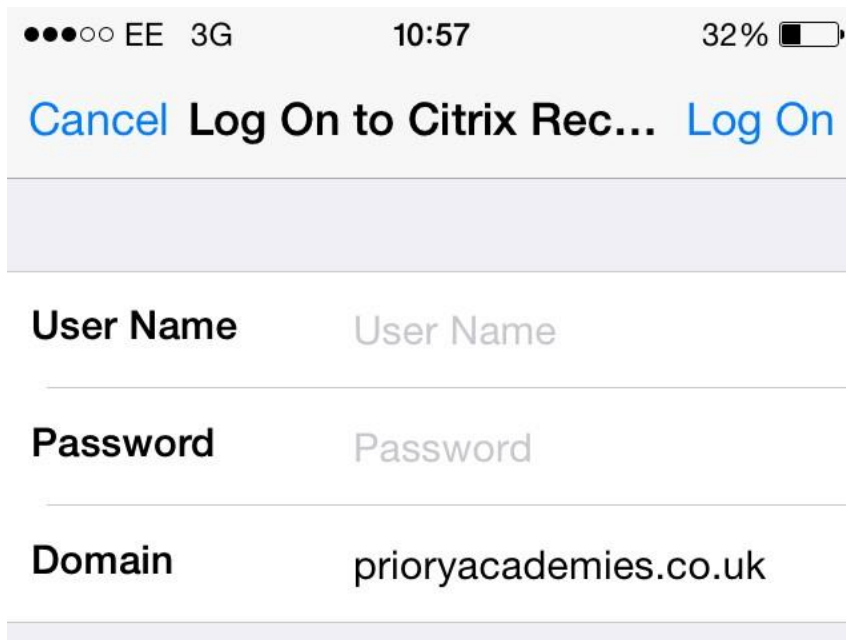 ●●●○○ EE 3G 10:57 32%
Cancel Log On to Citrix Rec... Log On
User Name User Name
Password Password
Domain prioryacademies.co.uk